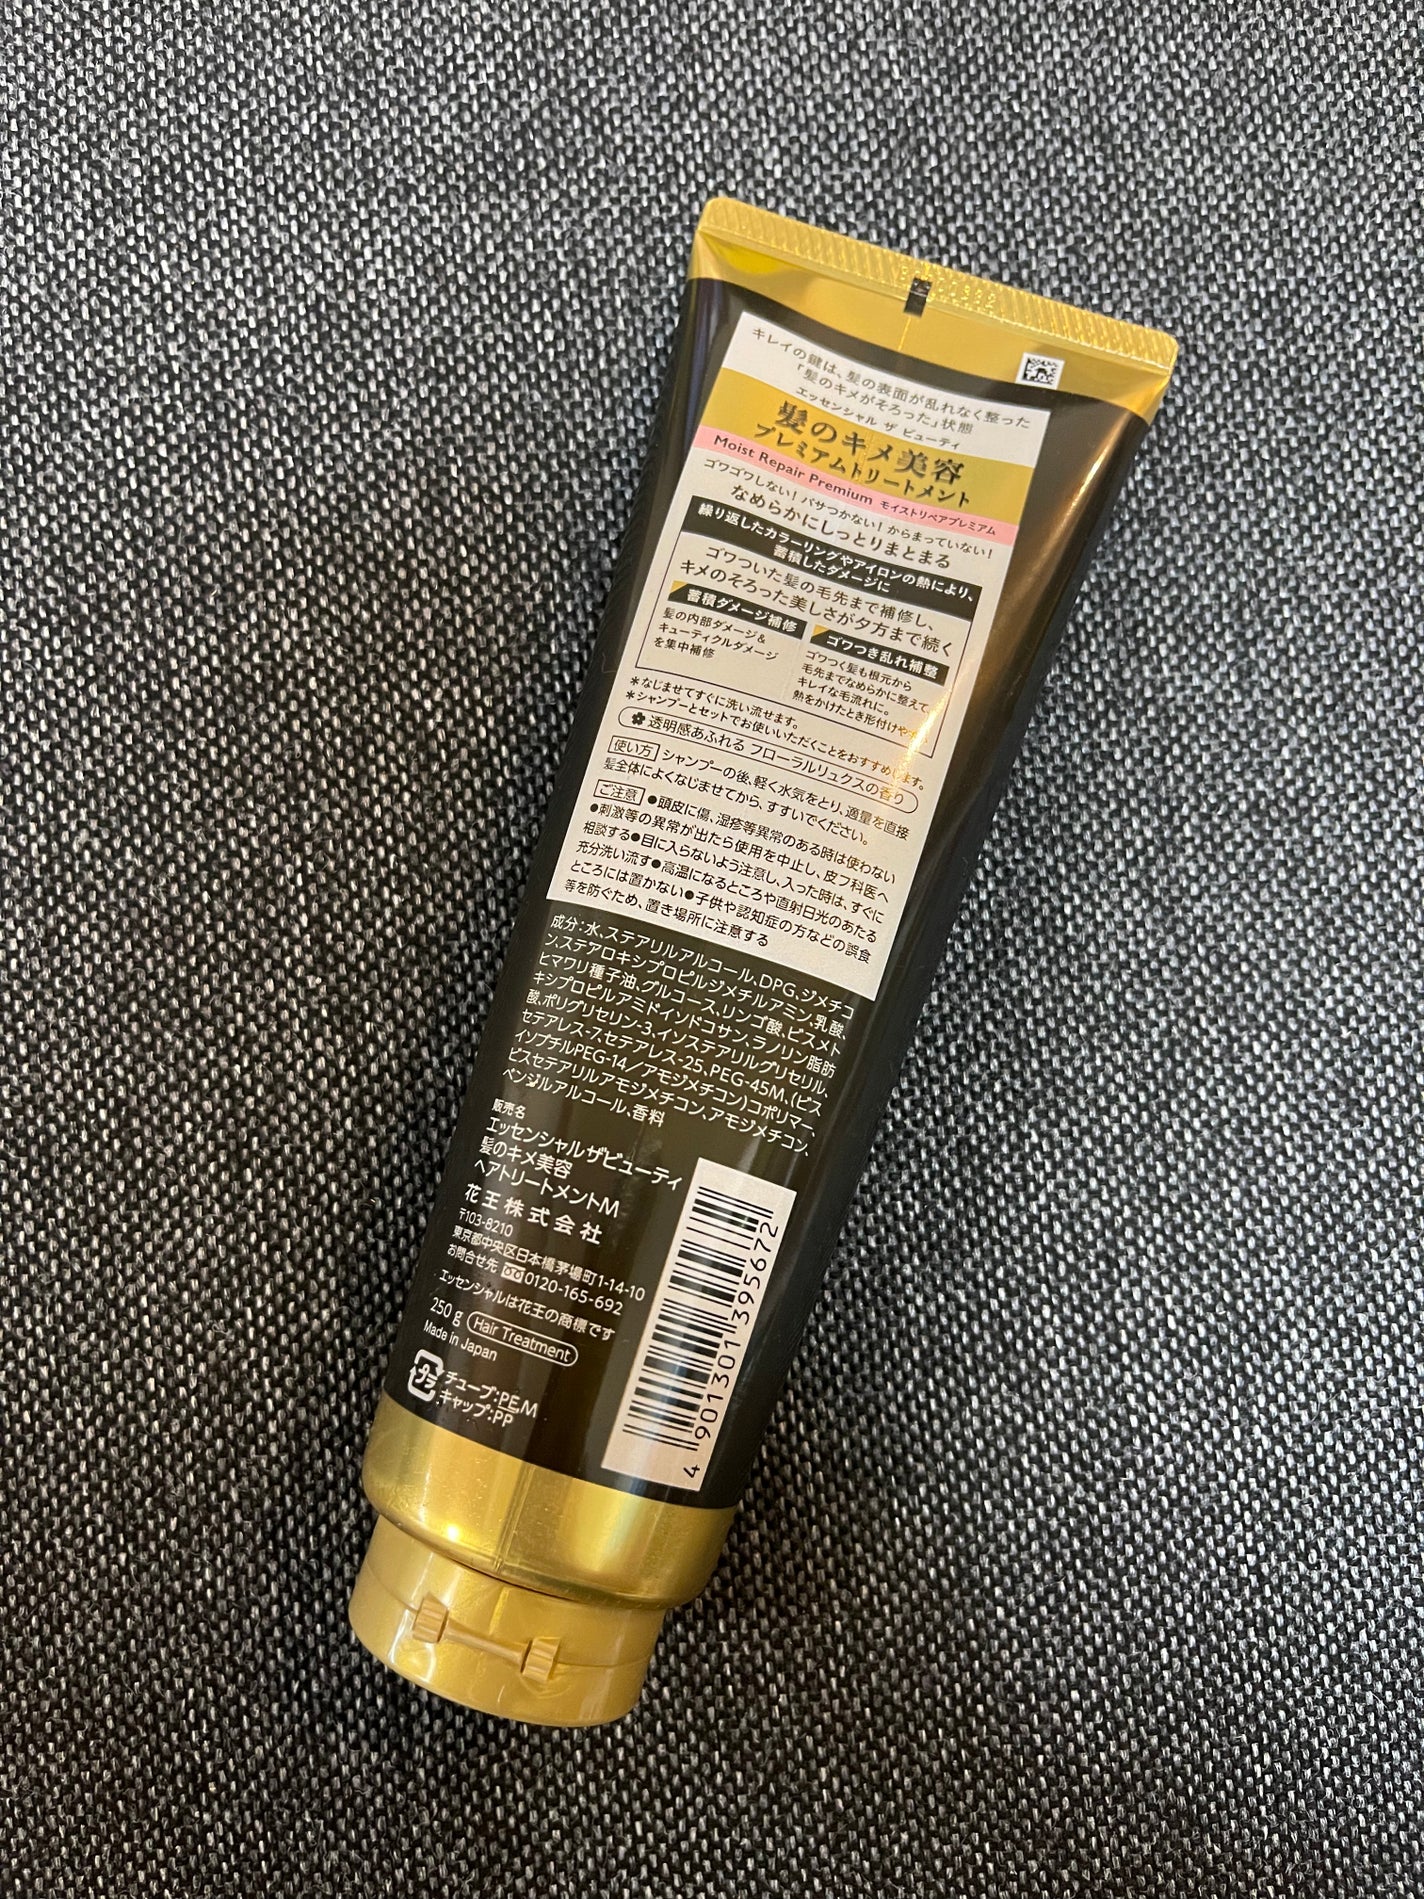 キレイの鍵は、髪の表面が乱れなく整った
「髪のキメがそろった」状態
エッセンシャル ザ ビューティ
髪のキメ美容
プレミアムトリートメント
Moist Repair Premium モイストリペアプレミアム
ゴワゴワしない！パサつかない！からまっていない！
なめらかにしっとりまとまる
繰り返したカラーリングやアイロンの熱により、
蓄積したダメージに
ゴワついた髪の毛先まで補修し、
キメのそろった美しさが夕方まで続く
蓄積ダメージ補修
髪の内部ダメージ＆
キューティクルダメージ
を集中補修
ゴワつき乱れ補整
ゴワつく髪も根元から
毛先までなめらかに整えて
キレイな毛流れに。
熱をかけたとき形付けや
＊なじませてすぐに洗い流せます。
＊シャンプーとセットでお使いいただくことをおすすめします。
透明感あふれる フローラルリュクスの香り
使い方 シャンプーの後、軽く水気をとり、適量を直接
髪全体によくなじませてから、すすいでください。
ご注意 ●頭皮に傷、湿疹等異常のある時は使わない
●刺激等の異常が出たら使用を中止し、皮フ科医へ
相談する●目に入らないよう注意し、入った時は、すぐに
充分洗い流す●高温になるところや直射日光のあたる
ところには置かない●子供や認知症の方などの誤食
等を防ぐため、置き場所に注意する
成分：水、ステアリルアルコール、DPG、ジメチコ
ン、ステアロキシプロピルジメチルアミン、乳酸、
ヒマワリ種子油、グルコース、リンゴ酸、ビスメト
キシプロピルアミドイソドコサン、ラノリン脂肪
酸、ポリグリセリン-3、イソステアリルグリセリル、
セテアレス-7、セテアレス-25、PEG-45M、(ビス
イソブチルPEG-14／アモジメチコン)コポリマー、
ビスセテアリルアモジメチコン、アモジメチコン、
ベンジルアルコール、香料
販売名
エッセンシャル ザビューティ
髪のキメ美容
ヘアトリートメントM
花王株式会社
〒103-8210
東京都中央区日本橋茅場町1-14-10
お問合せ先 0120-165-692
エッセンシャルは花王の商標です
250 g Hair Treatment
Made in Japan
プラ チューブ:PE,M
キャップ:PP
4 901301 395672